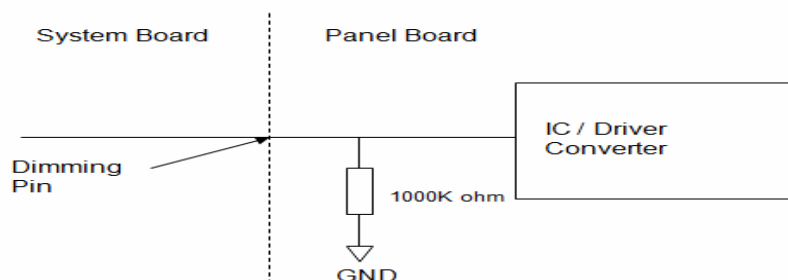 System Board
Panel Board
IC / Driver
Converter
Dimming
Pin
1000K ohm
GND